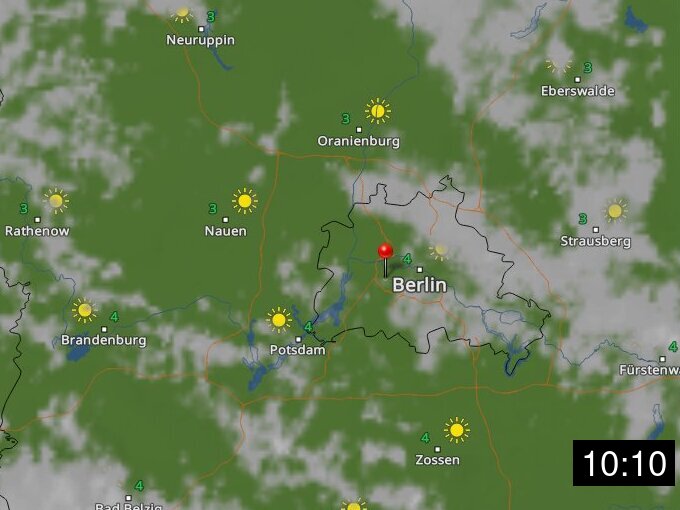 3
Neuruppin
3
Eberswalde
3
Oranienburg
3
Rathenow
3
Nauen
3
Strausberg
4
Berlin
4
Brandenburg
4
Potsdam
4
Fürstenwa
4
Zossen
10:10
4
Bad Belzig